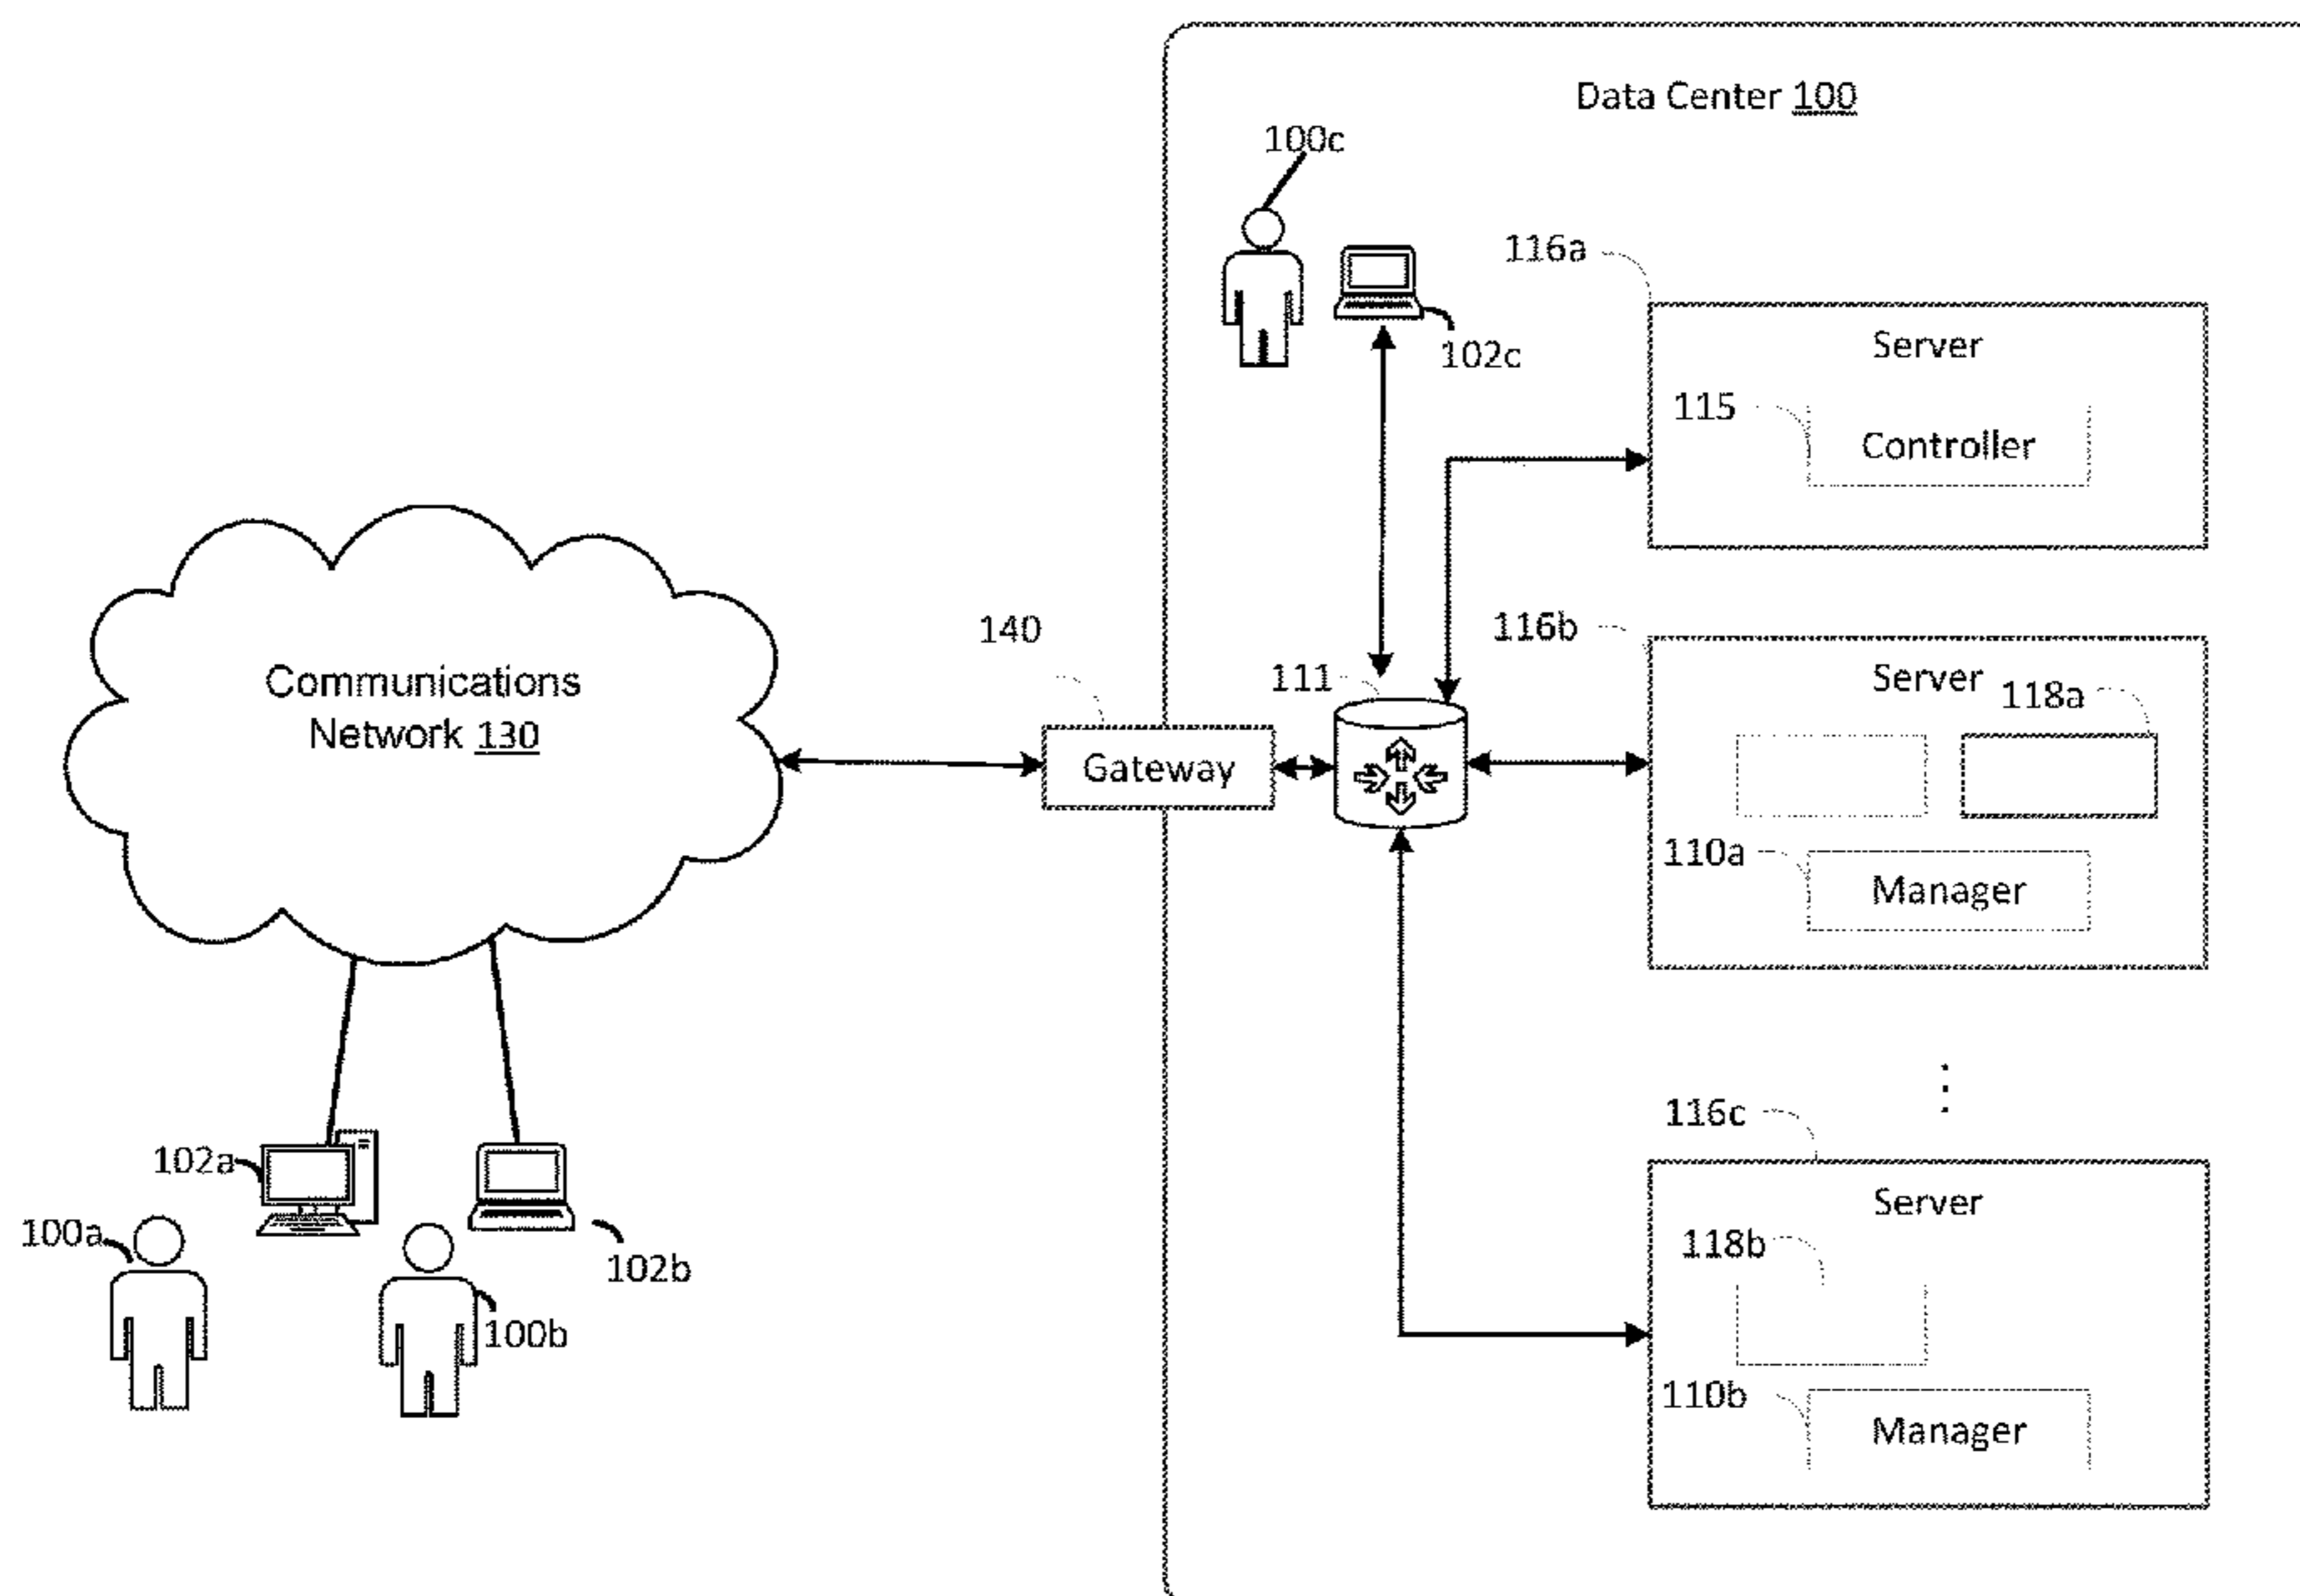 Data Center 100
100c
116a
Server
102c
115
Controller
140
116b
111
Server
118a
Communications
Network 130
Gateway
110a
Manager
116c
102a
Server
100a
118b
102b
100b
110b
Manager